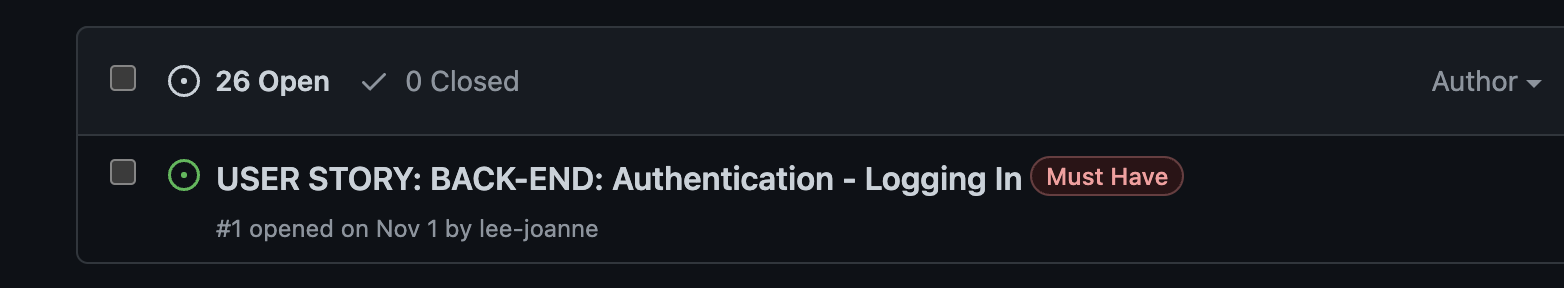 26 Open 0 Closed Author
USER STORY: BACK-END: Authentication - Logging In Must Have
#1 opened on Nov 1 by lee-joanne